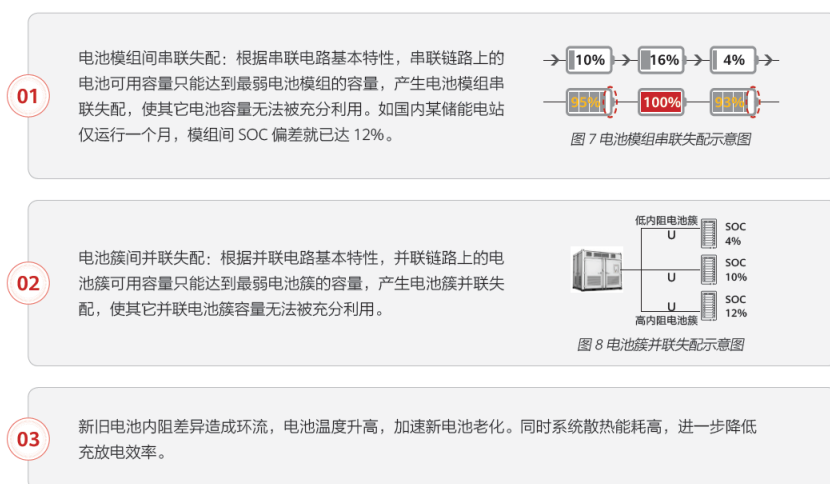 01
电池模组间串联失配：根据串联电路基本特性，串联链路上的
电池可用容量只能达到最弱电池模组的容量，产生电池模组串
联失配，使其它电池容量无法被充分利用。如国内某储能电站
仅运行一个月，模组间 SOC 偏差就已达 12%。
10% 16% 4%
95% 100% 93%
图 7 电池模组串联失配示意图
02
电池簇间并联失配：根据并联电路基本特性，并联链路上的电
池簇可用容量只能达到最弱电池簇的容量，产生电池簇并联失
配，使其它并联电池簇容量无法被充分利用。
低内阻电池簇
U
SOC
4%
U
SOC
10%
U
SOC
12%
高内阻电池簇
图 8 电池簇并联失配示意图
03
新旧电池内阻差异造成环流，电池温度升高，加速新电池老化。同时系统散热能耗高，进一步降低
充放电效率。